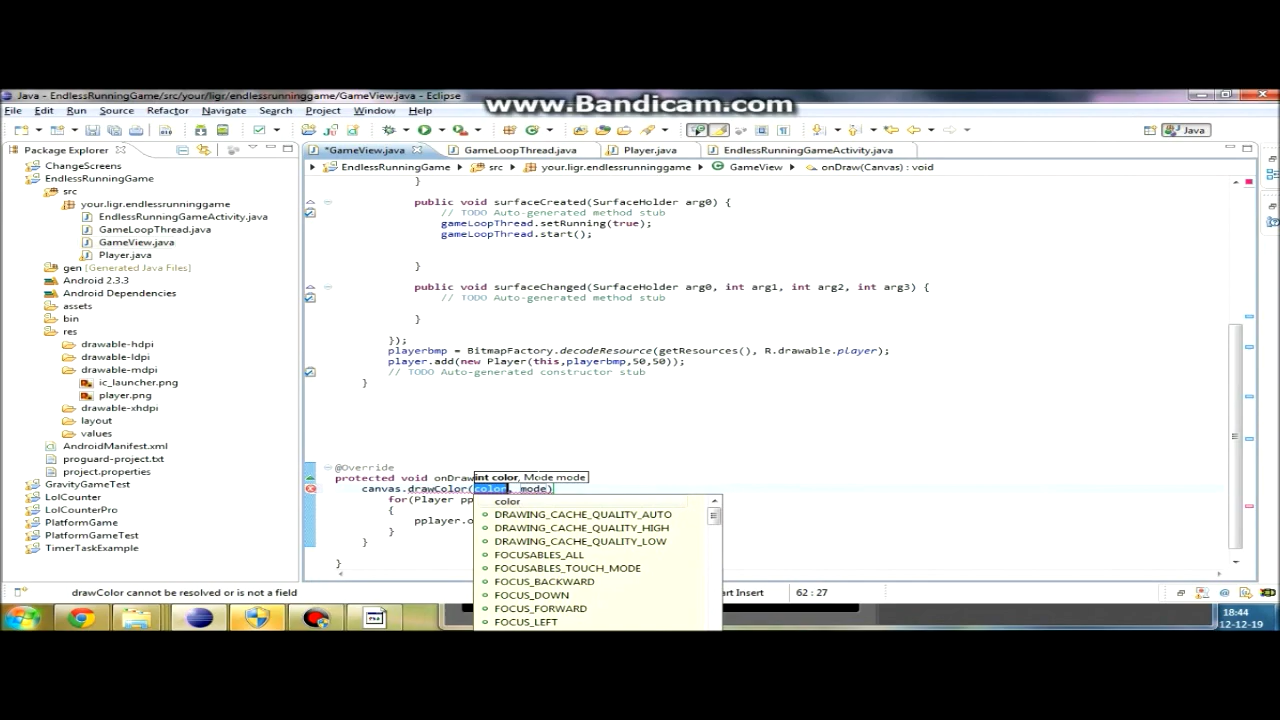 Java - EndlessRunningGame/src/your/ligr/endlessrunninggame/GameView.java - Eclipse
www.Bandicam.com
File Edit Run Source Refactor Navigate Search Project Window Help
Java
Package Explorer
*GameView.java GameLoopThread.java Player.java EndlessRunningGameActivity.java
EndlessRunningGame src your.ligr.endlessrunninggame GameView onDraw(Canvas) : void
ChangeScreens
EndlessRunningGame
src
your.ligr.endlessrunninggame
EndlessRunningGameActivity.java
GameLoopThread.java
GameView.java
Player.java
gen [Generated Java Files]
Android 2.3.3
Android Dependencies
assets
bin
res
drawable-hdpi
drawable-ldpi
drawable-mdpi
ic_launcher.png
player.png
drawable-xhdpi
layout
values
AndroidManifest.xml
proguard-project.txt
project.properties
GravityGameTest
LolCounter
LolCounterPro
PlatformGame
PlatformGameTest
TimerTaskExample
}
public void surfaceCreated(SurfaceHolder arg0) {
// TODO Auto-generated method stub
gameLoopThread.setRunning(true);
gameLoopThread.start();
}
public void surfaceChanged(SurfaceHolder arg0, int arg1, int arg2, int arg3) {
// TODO Auto-generated method stub
}
});
playerbmp = BitmapFactory.decodeResource(getResources(), R.drawable.player);
player.add(new Player(this,playerbmp,50,50));
// TODO Auto-generated constructor stub
}
@Override
protected void onDraw
int color, Mode mode
canvas.drawColor(color, mode)
for(Player pp
{
pplayer.o
}
}
}
color
DRAWING_CACHE_QUALITY_AUTO
DRAWING_CACHE_QUALITY_HIGH
DRAWING_CACHE_QUALITY_LOW
FOCUSABLES_ALL
FOCUSABLES_TOUCH_MODE
FOCUS_BACKWARD
FOCUS_DOWN
FOCUS_FORWARD
FOCUS_LEFT
drawColor cannot be resolved or is not a field
rt Insert 62 : 27
18:44
12-12-19